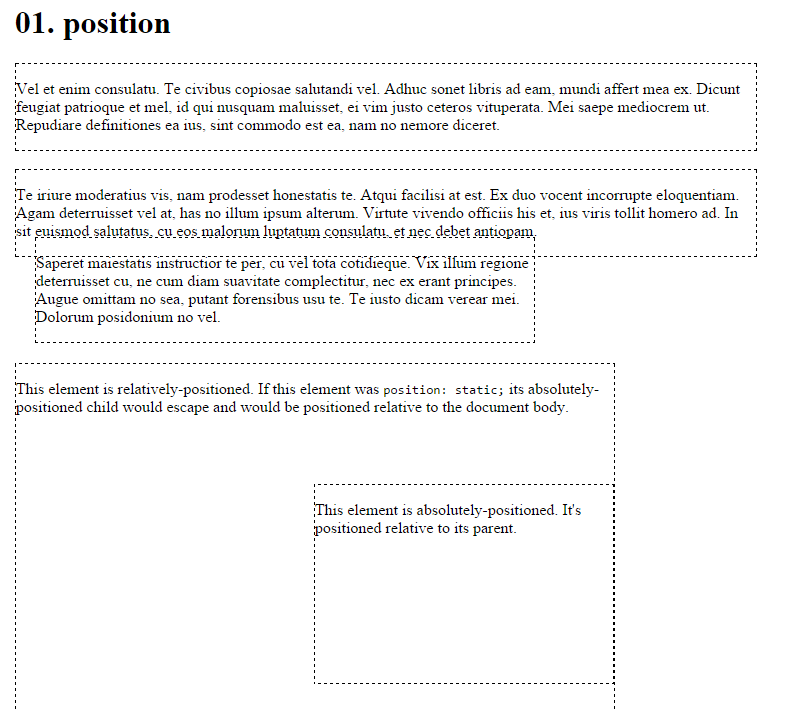 01. position
Vel et enim consulatu. Te civibus copiosae salutandi vel. Adhuc sonet libris ad eam, mundi affert mea ex. Dicunt
feugiat patrioque et mel, id qui nusquam maluisset, ei vim justo ceteros vituperata. Mei saepe mediocrem ut.
Repudiare definitiones ea ius, sint commodo est ea, nam no nemore diceret.
Te iriure moderatius vis, nam prodesset honestatis te. Atqui facilisi at est. Ex duo vocent incorrupte eloquentiam.
Agam deterruisset vel at, has no illum ipsum alterum. Virtute vivendo officiis his et, ius viris tollit homero ad. In
sit euismod salutatus, cu eos malorum luptatum consulatu, et nec debet antiopam.
Saperet maiestatis instructior te per, cu vel tota cotidieque. Vix illum regione
deterruisset cu, ne cum diam suavitate complectitur, nec ex erant principes.
Augue omittam no sea, putant forensibus usu te. Te iusto dicam verear mei.
Dolorum posidonium no vel.
This element is relatively-positioned. If this element was position: static; its absolutely-
positioned child would escape and would be positioned relative to the document body.
This element is absolutely-positioned. It's
positioned relative to its parent.